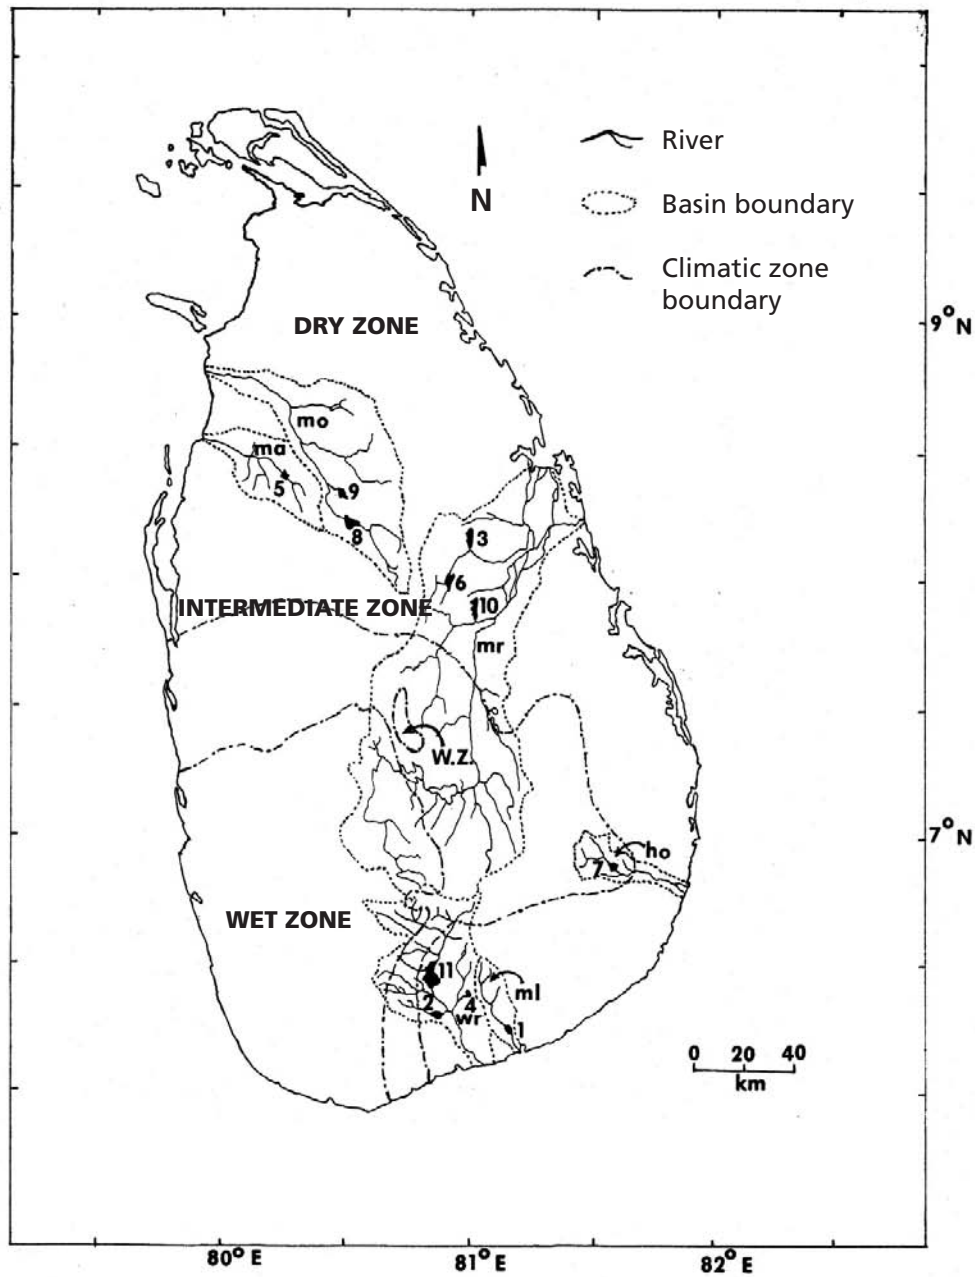 River
N
Basin boundary
Climatic zone
boundary
DRY ZONE
9°N
mo
ma
5
9
8
3
6
INTERMEDIATE ZONE
10
mr
W.Z.
7°N
ho
7
WET ZONE
11
ml
2
4
wr
1
0 20 40
km
80°E
81°E
82°E